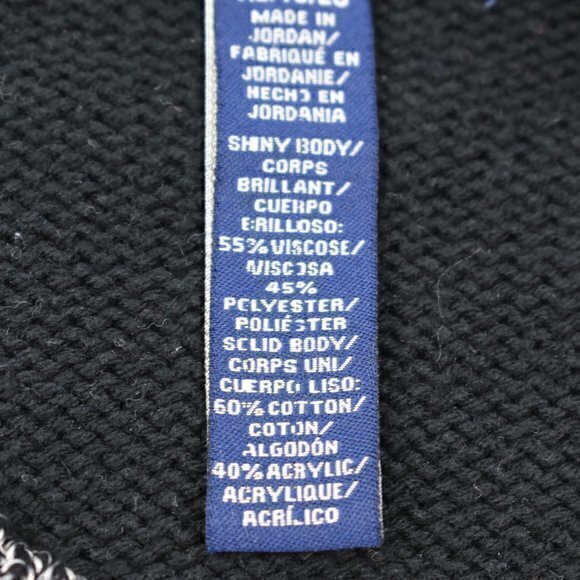 MADE IN
JORDAN/
FABRIQUÉ EN
JORDANIE/
HECHO EN
JORDANIA
SHINY BODY/
CORPS
BRILLANT/
CUERPO
BRILLOSO:
55% VISCOSE/
VISCOSA
45%
POLYESTER/
POLIÉSTER
SOLID BODY/
CORPS UNI/
CUERPO LISO:
60% COTTON/
COTON/
ALGODÓN
40% ACRYLIC/
ACRYLIQUE/
ACRÍLICO